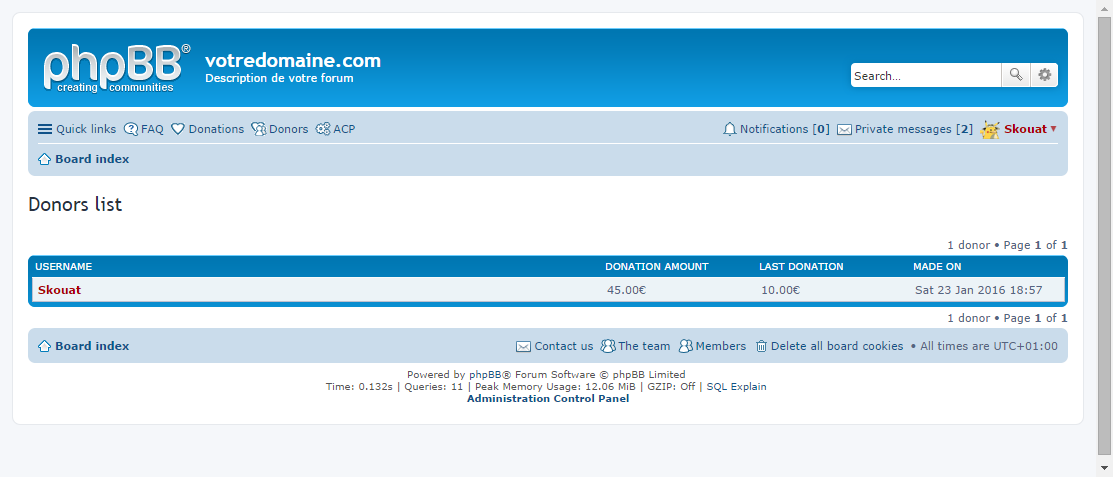 phpBB®
creating communities
votredomaine.com
Description de votre forum
Search...
Quick links FAQ Donations Donors ACP
Notifications [0] Private messages [2] Skouat
Board index
Donors list
1 donor • Page 1 of 1
USERNAME DONATION AMOUNT LAST DONATION MADE ON
Skouat 45.00€ 10.00€ Sat 23 Jan 2016 18:57
1 donor • Page 1 of 1
Board index Contact us The team Members Delete all board cookies • All times are UTC+01:00
Powered by phpBB® Forum Software © phpBB Limited
Time: 0.132s | Queries: 11 | Peak Memory Usage: 12.06 MiB | GZIP: Off | SQL Explain
Administration Control Panel